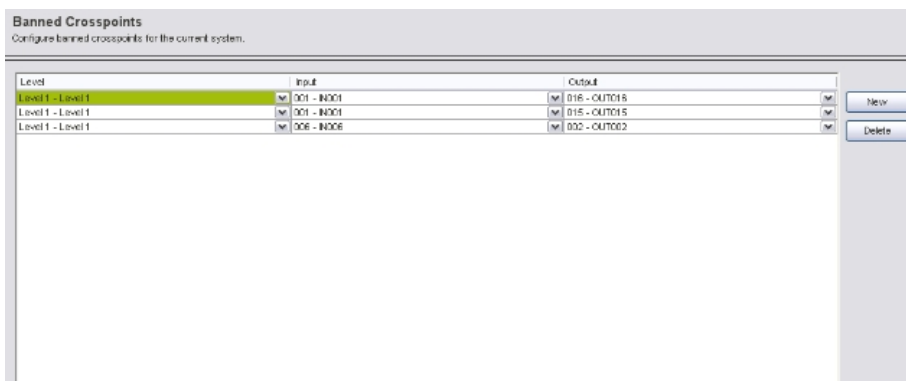 Banned Crosspoints
Configure banned crosspoints for the current system.
Level Input Output
Level 1 - Level 1 001 - IN001 016 - OUT016
New
Level 1 - Level 1 001 - IN001 015 - OUT015
Level 1 - Level 1 006 - IN006 002 - OUT002
Delete